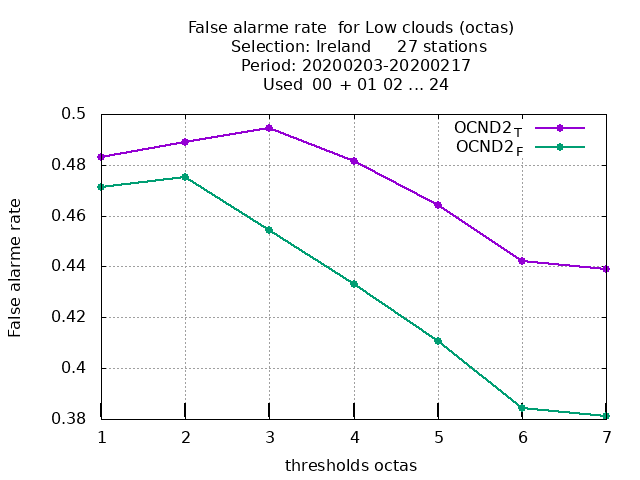 False alarme rate  for Low clouds (octas)
Selection: Ireland     27 stations
Period: 20200203-20200217
Used  00 + 01 02 ... 24
OCND2_T
OCND2_F
0.5
0.48
0.46
0.44
0.42
0.4
0.38
False alarme rate
1 2 3 4 5 6 7
thresholds octas